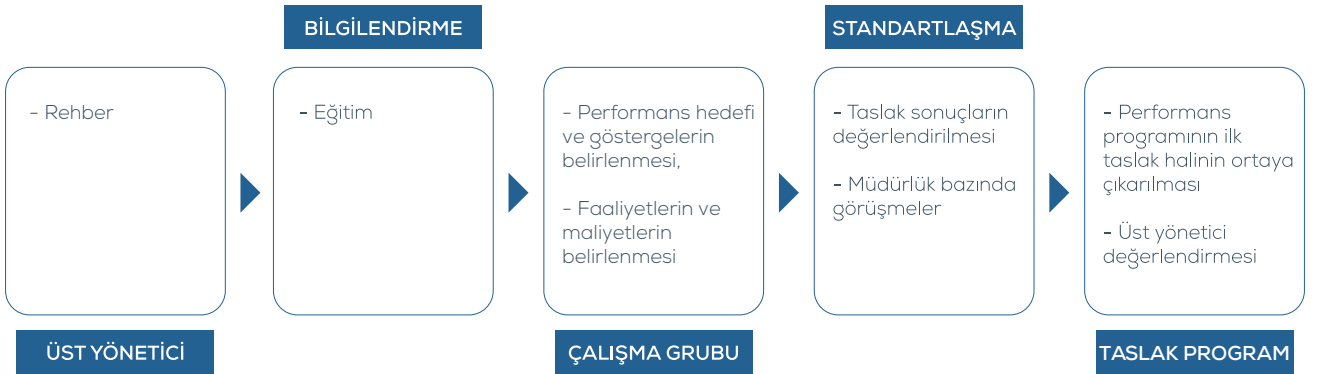 ÜST YÖNETİCİ
- Rehber
BİLGİLENDİRME
- Eğitim
ÇALIŞMA GRUBU
- Performans hedefi
ve göstergelerin
belirlenmesi,
- Faaliyetlerin ve
maliyetlerin
belirlenmesi
STANDARTLAŞMA
- Taslak sonuçların
değerlendirilmesi
- Müdürlük bazında
görüşmeler
TASLAK PROGRAM
- Performans
programının ilk
taslak halinin ortaya
çıkarılması
- Üst yönetici
değerlendirmesi